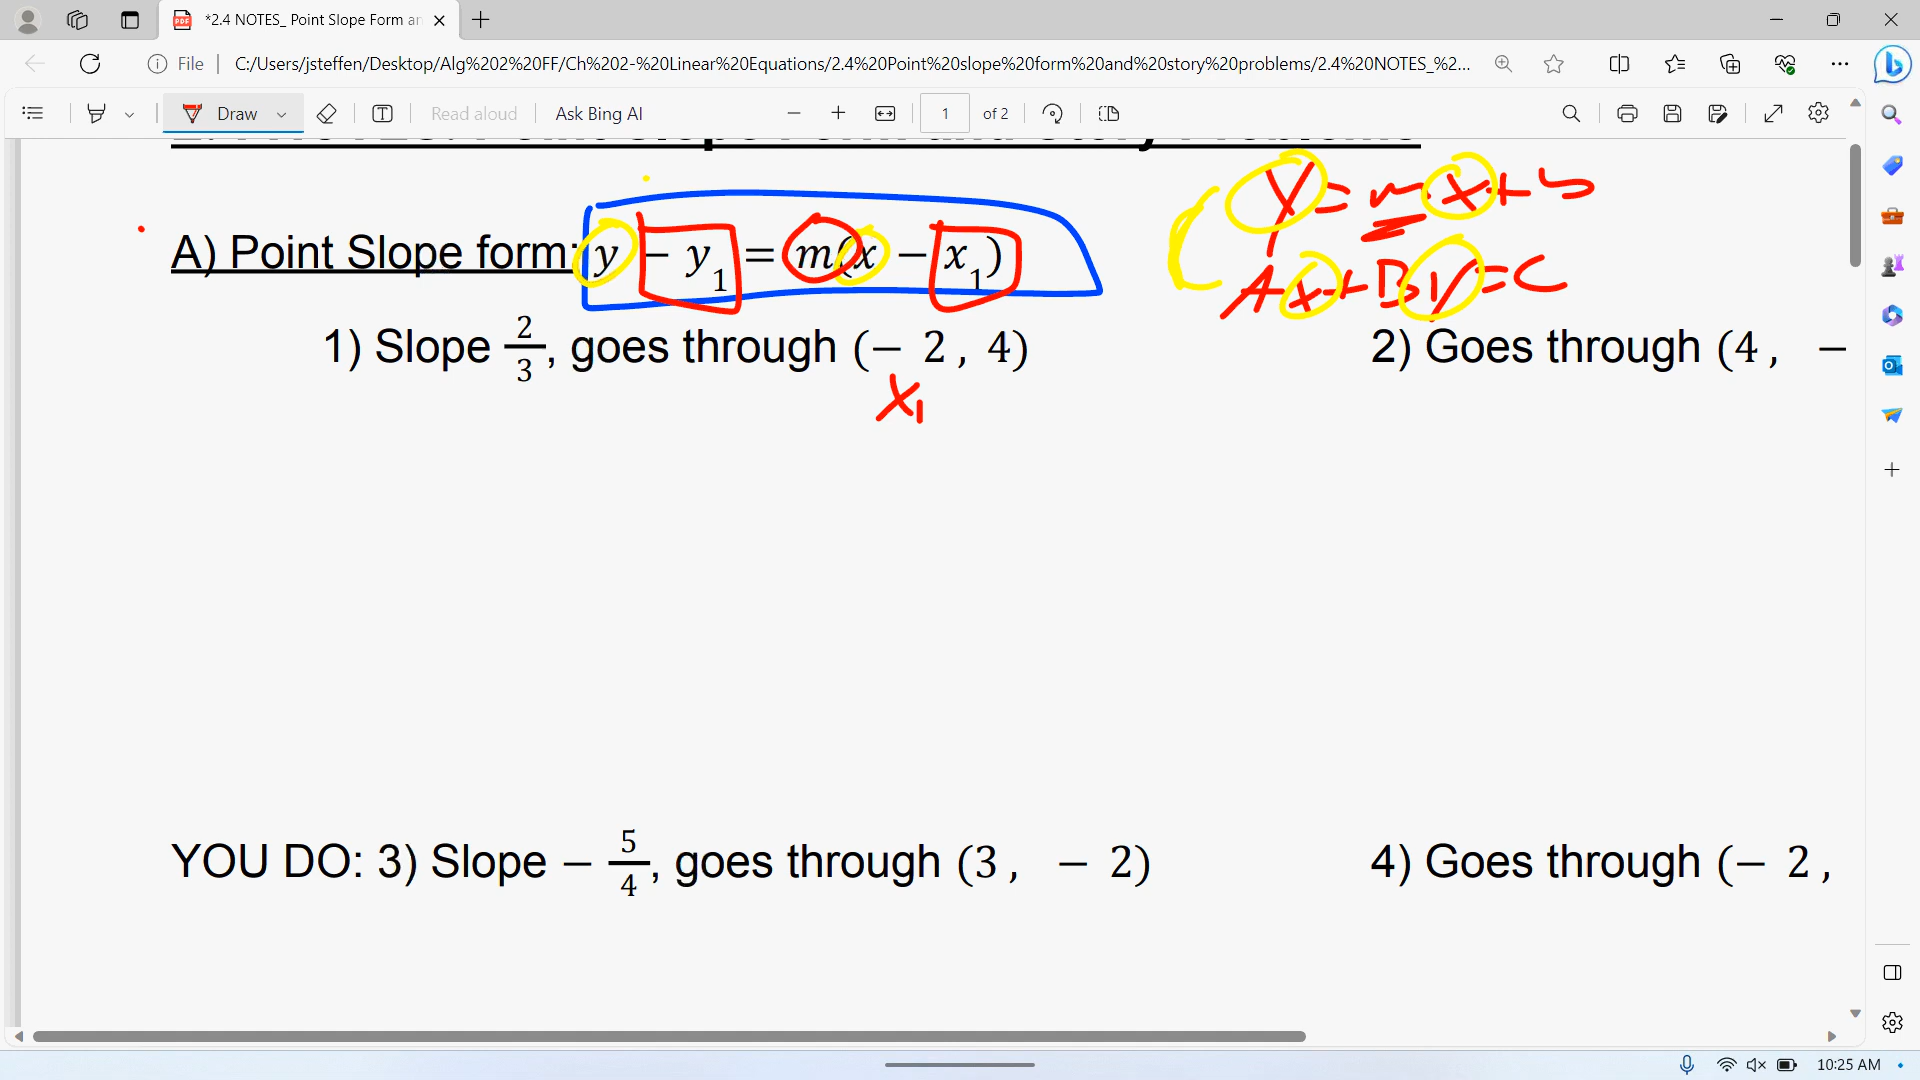 *2.4 NOTES_ Point Slope Form ar
File
C:/Users/jsteffen/Desktop/Alg%202%20FF/Ch%202-%20Linear%20Equations/2.4%20Point%20slope%20form%20and%20story%20problems/2.4%20NOTES_%2...
Draw
Read aloud
Ask Bing AI
1 of 2
y = mx + b
A) Point Slope form: y − y₁ = m(x − x₁)
Ax + By = C
1) Slope 2/3, goes through (− 2 , 4)
2) Goes through (4 , −
x₁
YOU DO: 3) Slope − 5/4, goes through (3 , − 2)
4) Goes through (− 2 ,
10:25 AM